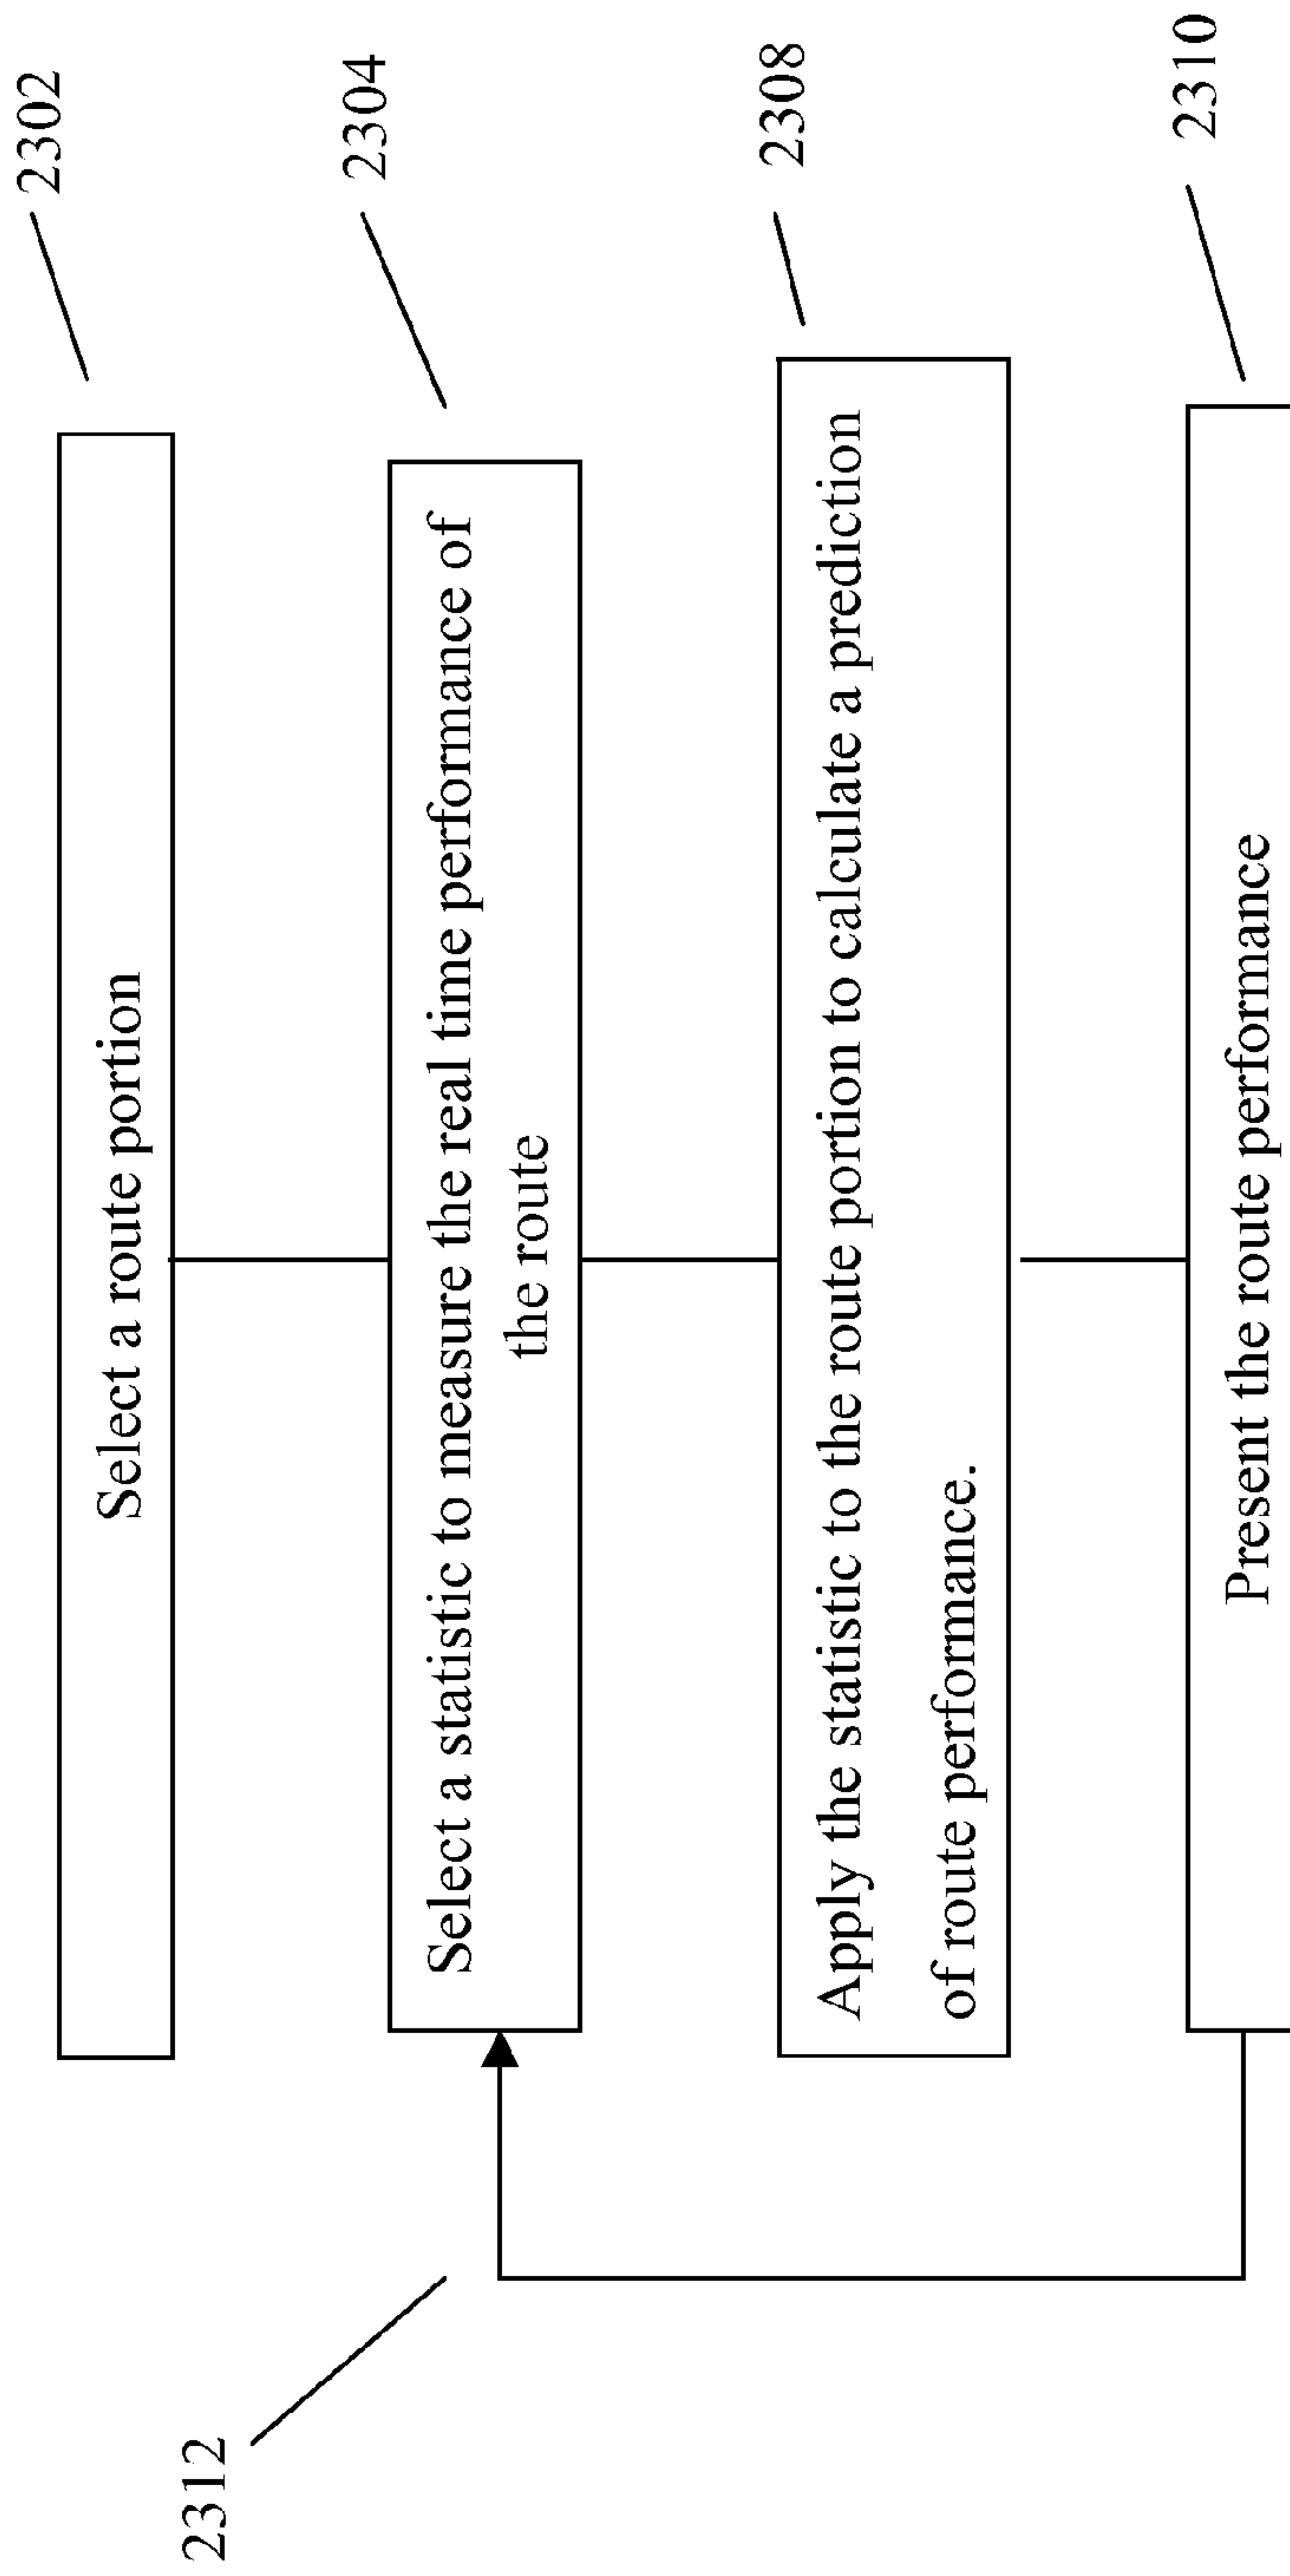 2302
Select a route portion
2304
Select a statistic to measure the real time performance of
the route
2308
Apply the statistic to the route portion to calculate a prediction
of route performance.
2310
Present the route performance
2312